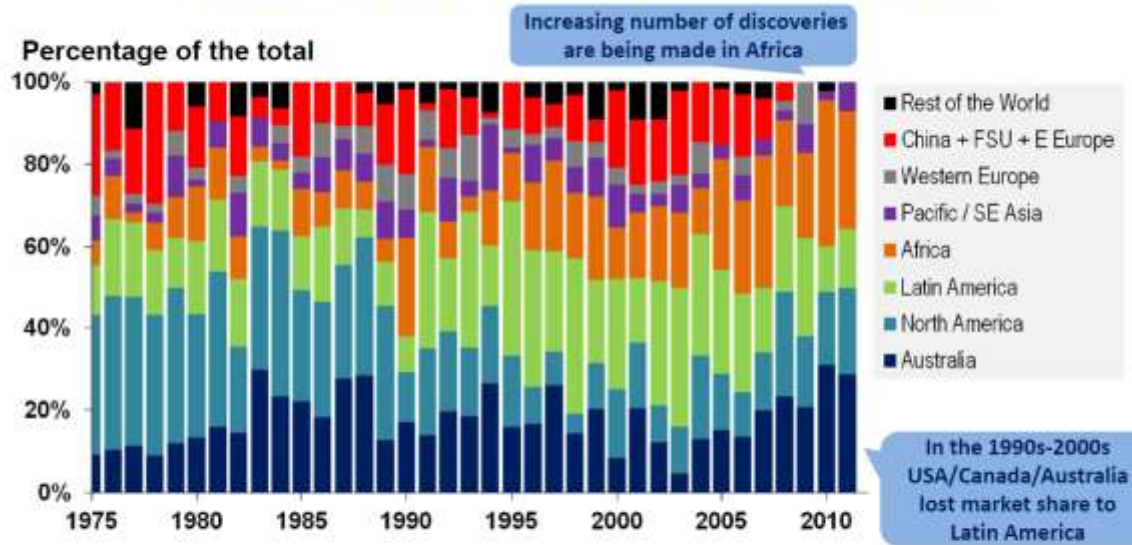 Increasing number of discoveries
are being made in Africa
Percentage of the total
100%
80%
60%
40%
20%
0%
1975
1980
1985
1990
1995
2000
2005
2010
Rest of the World
China + FSU + E Europe
Western Europe
Pacific / SE Asia
Africa
Latin America
North America
Australia
In the 1990s-2000s
USA/Canada/Australia
lost market share to
Latin America